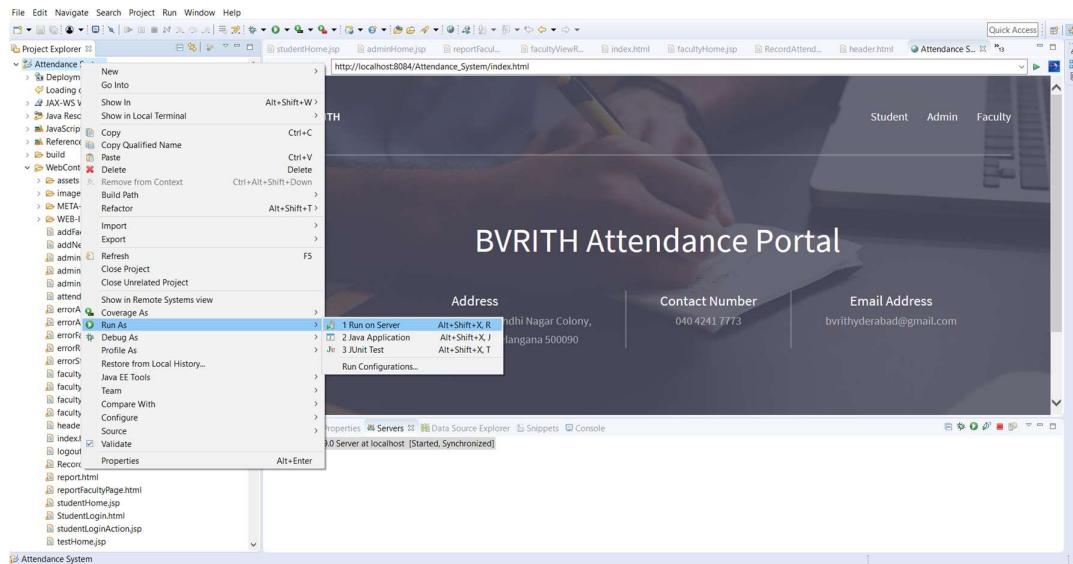 File Edit Navigate Search Project Run Window Help
Quick Access
Project Explorer
studentHome.jsp
adminHome.jsp
reportFacul...
facultyViewR...
index.html
facultyHome.jsp
RecordAttend...
header.html
Attendance S...
13
http://localhost:8084/Attendance_System/index.html
Attendance S
Deploym
Loading
JAX-WS
Java Reso
JavaScrip
Reference
build
WebCont
assets
image
META-
WEB-I
addFac
addNe
admin
admin
admin
attend
errorA
errorA
errorFa
errorR
errorS
faculty
faculty
faculty
faculty
heade
index.
logout
Record
report.html
reportFacultyPage.html
studentHome.jsp
StudentLogin.html
studentLoginAction.jsp
testHome.jsp
New
Go Into
Show In Alt+Shift+W
Show in Local Terminal
Copy Ctrl+C
Copy Qualified Name
Paste Ctrl+V
Delete Delete
Remove from Context Ctrl+Alt+Shift+Down
Build Path
Refactor Alt+Shift+T
Import
Export
Refresh F5
Close Project
Close Unrelated Project
Show in Remote Systems view
Coverage As
Run As
Debug As
Profile As
Restore from Local History...
Java EE Tools
Team
Compare With
Configure
Source
Validate
Properties Alt+Enter
1 Run on Server Alt+Shift+X, R
2 Java Application Alt+Shift+X, J
3 JUnit Test Alt+Shift+X, T
Run Configurations...
ITH
Student Admin Faculty
BVRITH Attendance Portal
Address
ndhi Nagar Colony,
langana 500090
Contact Number
040 4241 7773
Email Address
bvrithyderabad@gmail.com
Properties Servers Data Source Explorer Snippets Console
9.0 Server at localhost [Started, Synchronized]
Attendance System